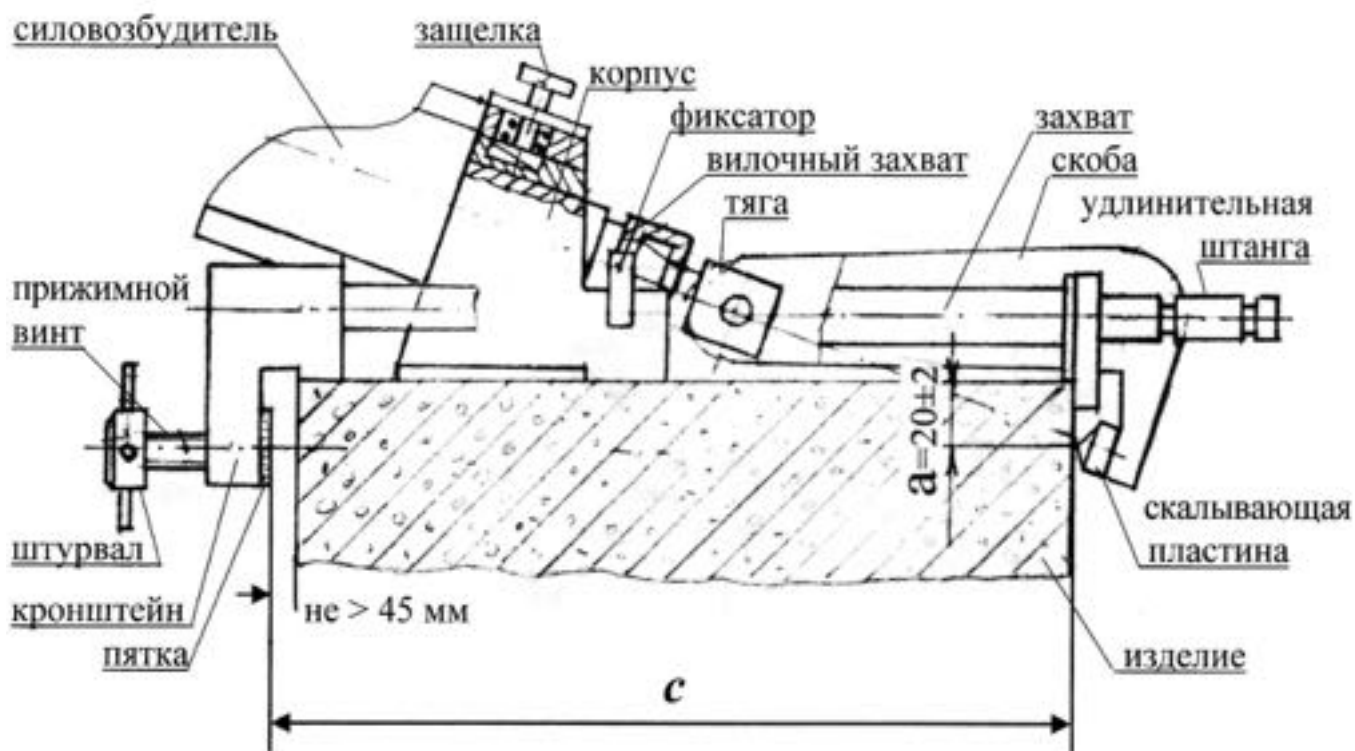 силовозбудитель
защелка
корпус
фиксатор
захват
вилочный захват
скоба
тяга
удлинительная
штанга
прижимной
винт
a=20±2
скалывающая
пластина
штурвал
кронштейн
не > 45 мм
пятка
изделие
c